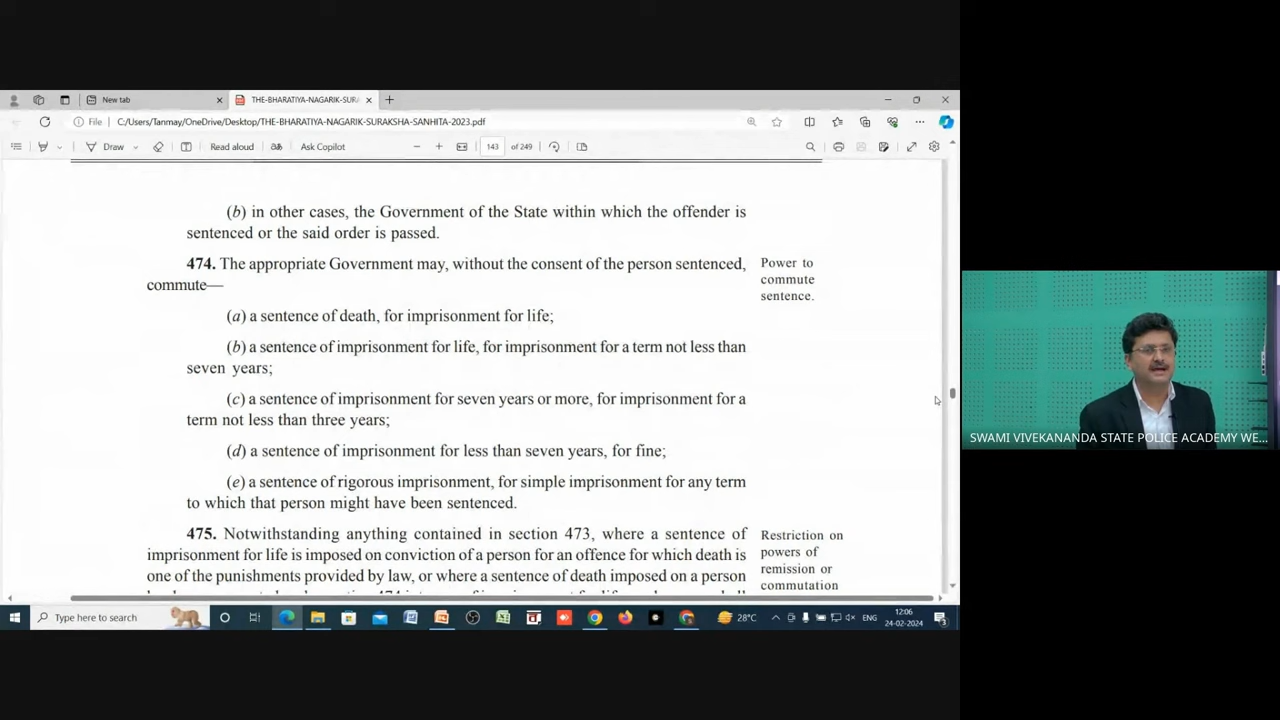 New tab
THE-BHARATIYA-NAGARIK-SUR
File C:/Users/Tanmay/OneDrive/Desktop/THE-BHARATIYA-NAGARIK-SURAKSHA-SANHITA-2023.pdf
Draw Read aloud Ask Copilot 143 of 249
(b) in other cases, the Government of the State within which the offender is
sentenced or the said order is passed.
474. The appropriate Government may, without the consent of the person sentenced,
commute—
Power to
commute
sentence.
(a) a sentence of death, for imprisonment for life;
(b) a sentence of imprisonment for life, for imprisonment for a term not less than
seven years;
(c) a sentence of imprisonment for seven years or more, for imprisonment for a
term not less than three years;
(d) a sentence of imprisonment for less than seven years, for fine;
(e) a sentence of rigorous imprisonment, for simple imprisonment for any term
to which that person might have been sentenced.
475. Notwithstanding anything contained in section 473, where a sentence of
imprisonment for life is imposed on conviction of a person for an offence for which death is
one of the punishments provided by law, or where a sentence of death imposed on a person
Restriction on
powers of
remission or
commutation
SWAMI VIVEKANANDA STATE POLICE ACADEMY WE...
Type here to search
28°C
ENG
12:06
24-02-2024